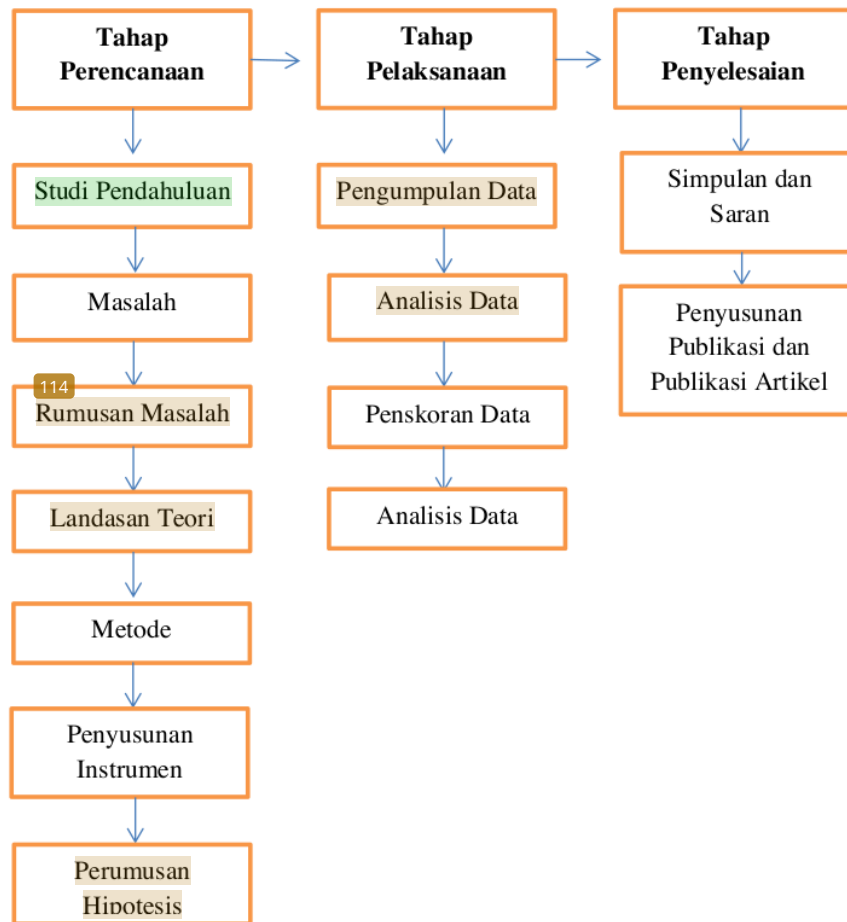 Tahap
Perencanaan
Studi Pendahuluan
Masalah
114
Rumusan Masalah
Landasan Teori
Metode
Penyusunan
Instrumen
Perumusan
Hipotesis
Tahap
Pelaksanaan
Pengumpulan Data
Analisis Data
Penskoran Data
Analisis Data
Tahap
Penyelesaian
Simpulan dan
Saran
Penyusunan
Publikasi dan
Publikasi Artikel